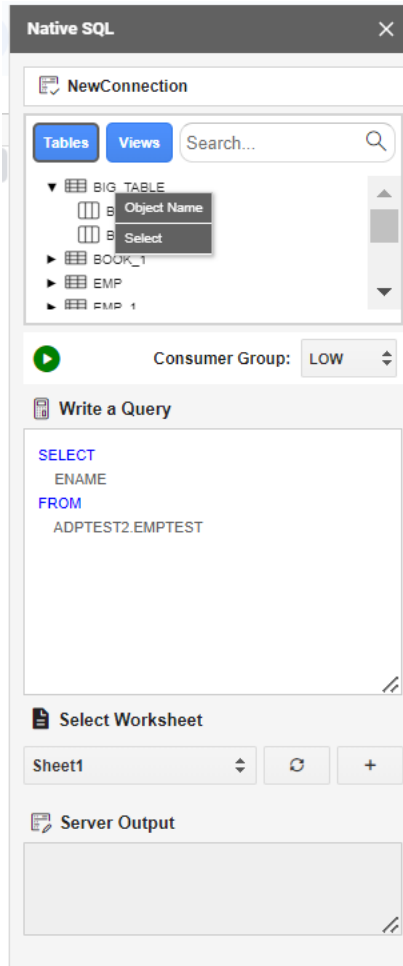 Native SQL
NewConnection
Tables Views Search...
BIG_TABLE
B Object Name
B Select
BOOK_1
EMP
EMP_1
Consumer Group: LOW
Write a Query
SELECT
ENAME
FROM
ADPTEST2.EMPTEST
Select Worksheet
Sheet1
Server Output